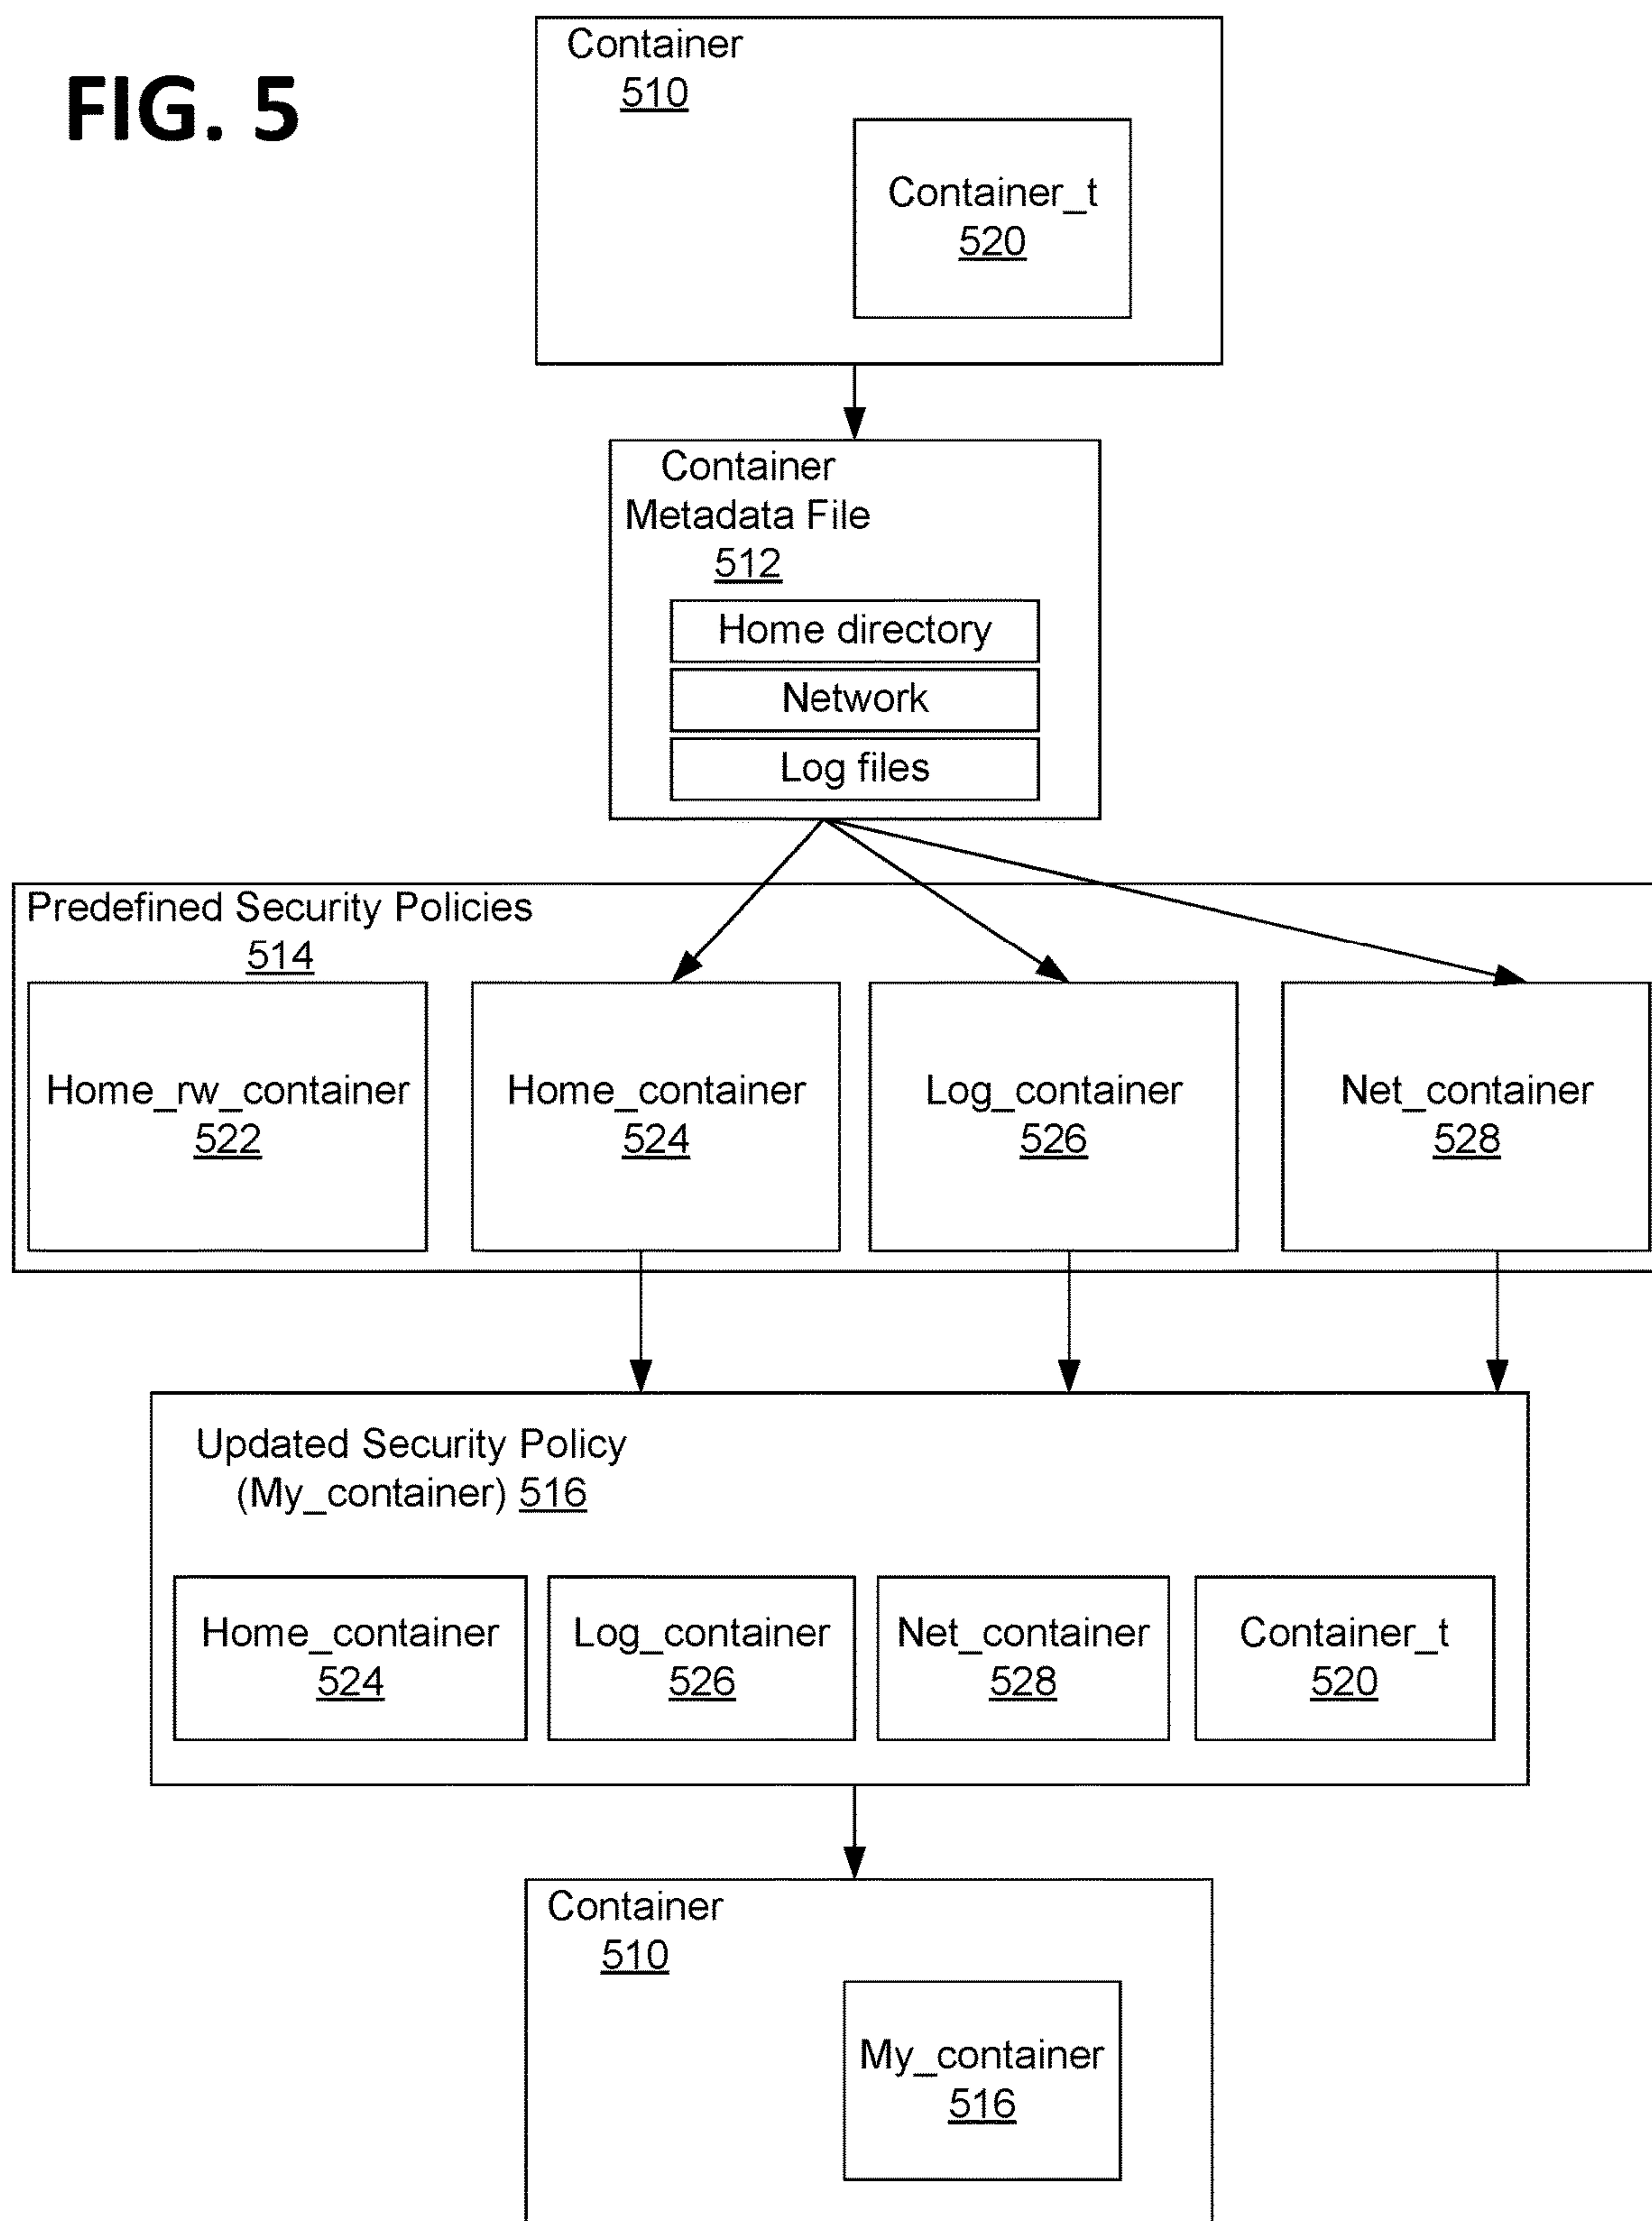 FIG. 5
Container
510
Container_t
520
Container
Metadata File
512
Home directory
Network
Log files
Predefined Security Policies
514
Home_rw_container
522
Home_container
524
Log_container
526
Net_container
528
Updated Security Policy
(My_container) 516
Home_container
524
Log_container
526
Net_container
528
Container_t
520
Container
510
My_container
516